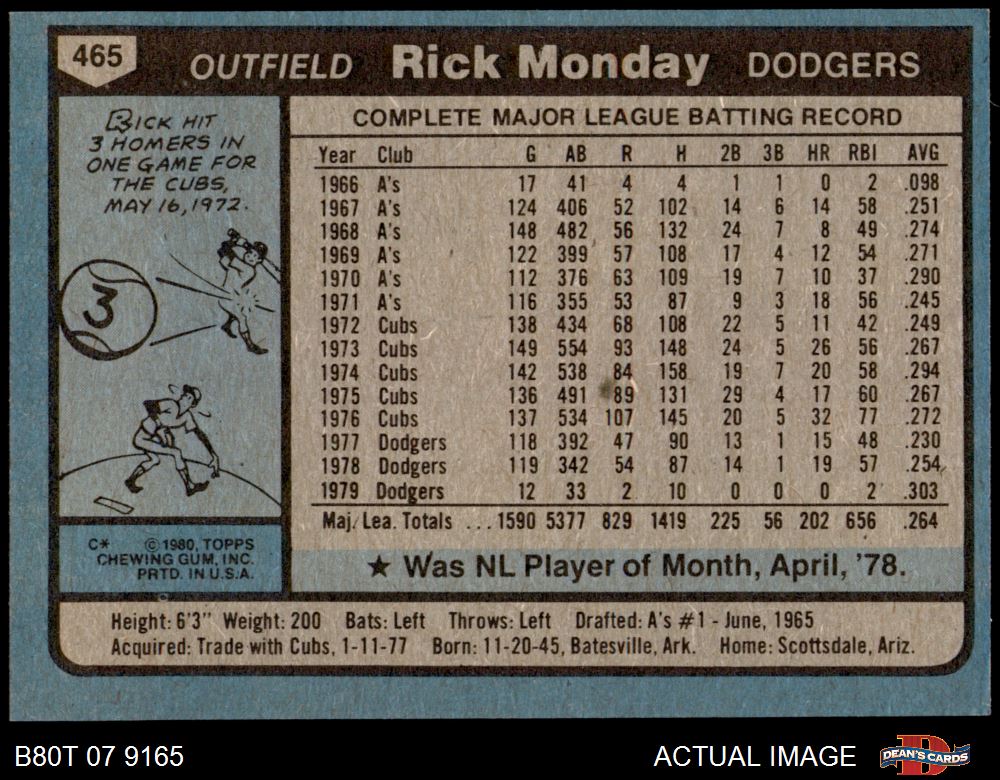 465 OUTFIELD Rick Monday DODGERS
RICK HIT
3 HOMERS IN
ONE GAME FOR
THE CUBS,
MAY 16, 1972.
3
COMPLETE MAJOR LEAGUE BATTING RECORD
Year Club G AB R H 2B 3B HR RBI AVG
1966 A's 17 41 4 4 1 1 0 2 .098
1967 A's 124 406 52 102 14 6 14 58 .251
1968 A's 148 482 56 132 24 7 8 49 .274
1969 A's 122 399 57 108 17 4 12 54 .271
1970 A's 112 376 63 109 19 7 10 37 .290
1971 A's 116 355 53 87 9 3 18 56 .245
1972 Cubs 138 434 68 108 22 5 11 42 .249
1973 Cubs 149 554 93 148 24 5 26 56 .267
1974 Cubs 142 538 84 158 19 7 20 58 .294
1975 Cubs 136 491 89 131 29 4 17 60 .267
1976 Cubs 137 534 107 145 20 5 32 77 .272
1977 Dodgers 118 392 47 90 13 1 15 48 .230
1978 Dodgers 119 342 54 87 14 1 19 57 .254
1979 Dodgers 12 33 2 10 0 0 0 2 .303
Maj. Lea. Totals ... 1590 5377 829 1419 225 56 202 656 .264
★ Was NL Player of Month, April, '78.
C* © 1980, TOPPS
CHEWING GUM, INC.
PRTD. IN U.S.A.
Height: 6'3" Weight: 200 Bats: Left Throws: Left Drafted: A's #1 - June, 1965
Acquired: Trade with Cubs, 1-11-77 Born: 11-20-45, Batesville, Ark. Home: Scottsdale, Ariz.
B80T 07 9165 ACTUAL IMAGE D DEAN'S CARDS